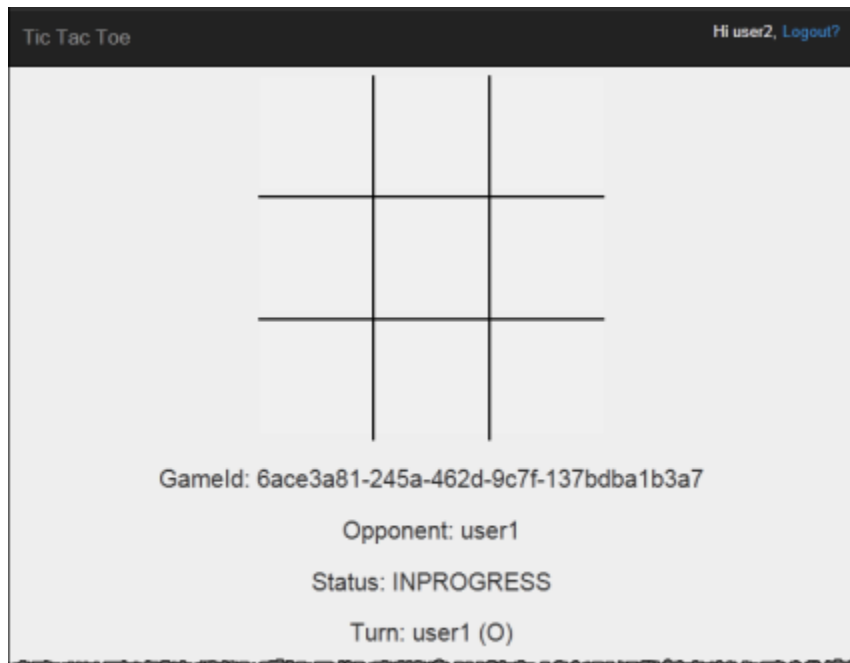 Tic Tac Toe
Hi user2, Logout?
GameId: 6ace3a81-245a-462d-9c7f-137bdba1b3a7
Opponent: user1
Status: INPROGRESS
Turn: user1 (O)